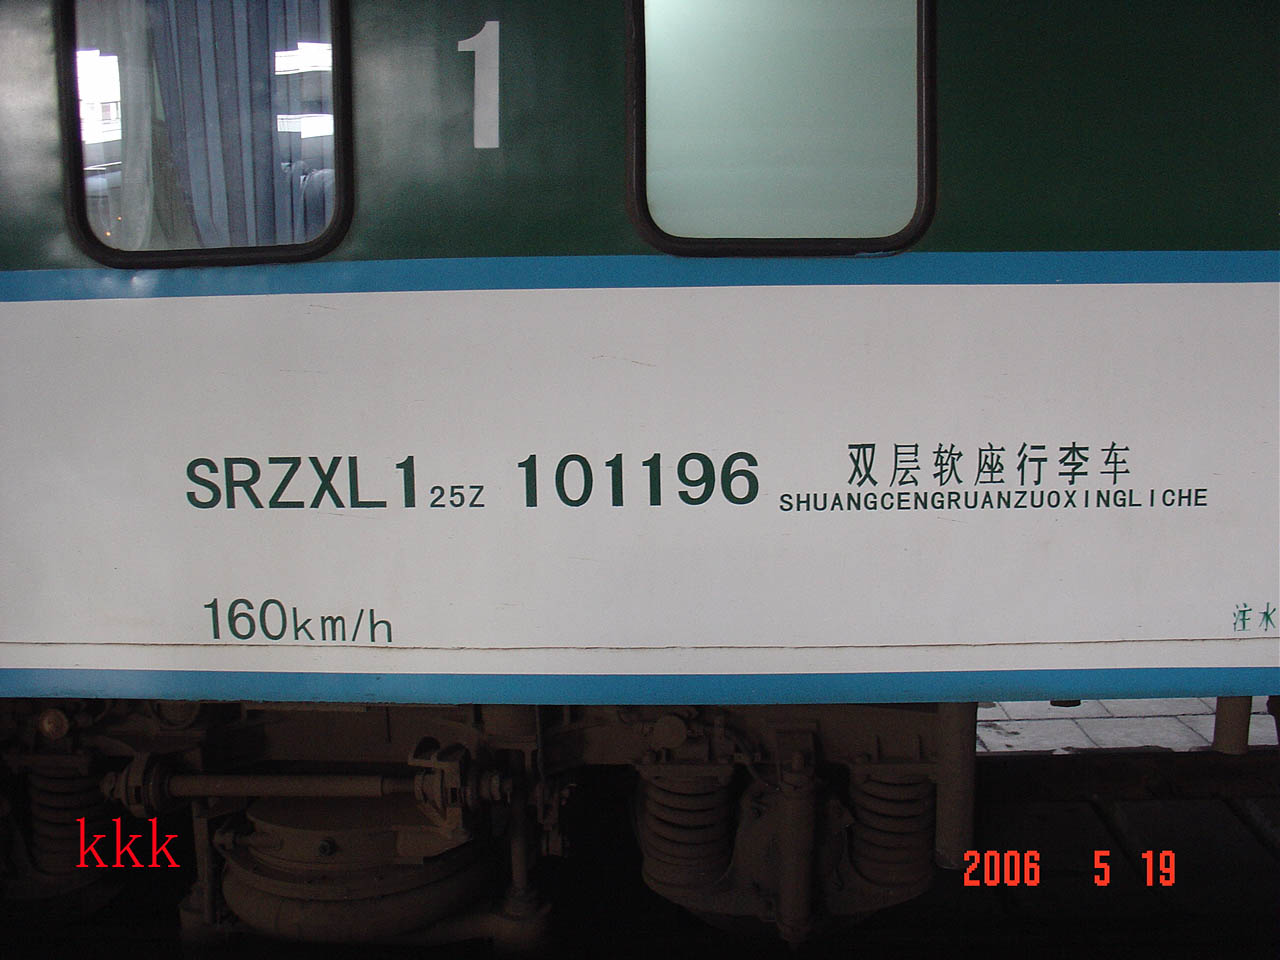 1
SRZXL1 25Z 101196 双层软座行李车
SHUANGCENGRUANZUOXINGLICHE
160km/h
注水
kkk
2006 5 19